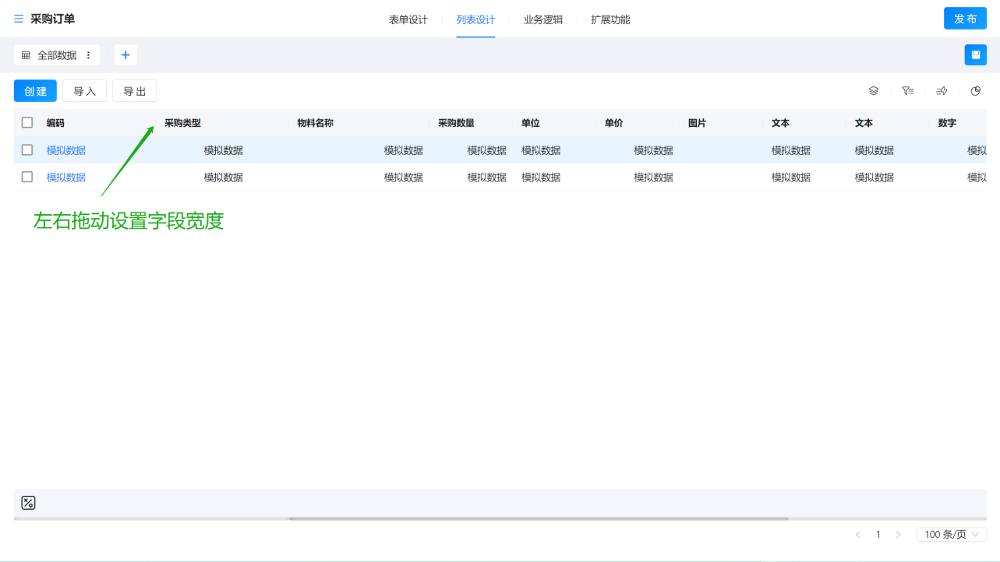 采购订单 表单设计 列表设计 业务逻辑 扩展功能 发布
全部数据
创建 导入 导出
编码 采购类型 物料名称 采购数量 单位 单价 图片 文本 文本 数字
模拟数据 模拟数据 模拟数据 模拟数据 模拟数据 模拟数据 模拟数据 模拟数据 模拟
模拟数据 模拟数据 模拟数据 模拟数据 模拟数据 模拟数据 模拟数据 模拟数据 模拟
左右拖动设置字段宽度
1 100 条/页